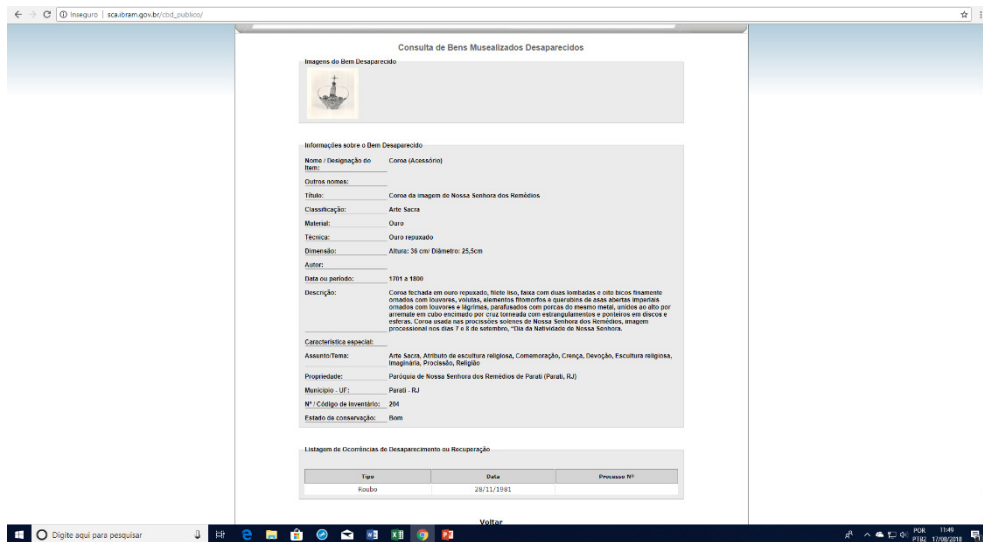 Inseguro | sca.ibram.gov.br/cbd_publico/
Consulta de Bens Musealizados Desaparecidos
Imagens do Bem Desaparecido
Informações sobre o Bem Desaparecido
Nome / Designação do Item: Coroa (Acessório)
Outros nomes:
Título: Coroa da imagem de Nossa Senhora dos Remédios
Classificação: Arte Sacra
Material: Ouro
Técnica: Ouro repuxado
Dimensão: Altura: 36 cm/ Diâmetro: 25,5cm
Autor:
Data ou período: 1701 a 1800
Descrição: Coroa fechada em ouro repuxado, filete liso, faixa com duas lombadas e oito bicos finamente
ornados com louvores, volutas, elementos fitomorfos e querubins de asas abertas imperiais
ornados com louvores e lágrimas, parafusados com porcas do mesmo metal, unidos ao alto por
arremate em cubo encimado por cruz torneada com estrangulamentos e ponteiros em discos e
esferas. Coroa usada nas procissões solenes de Nossa Senhora dos Remédios, imagem
processional nos dias 7 e 8 de setembro, "Dia da Natividade de Nossa Senhora.
Característica especial:
Assunto/Tema: Arte Sacra, Atributo de escultura religiosa, Comemoração, Crença, Devoção, Escultura religiosa,
Imaginária, Procissão, Religião
Propriedade: Paróquia de Nossa Senhora dos Remédios de Parati (Parati, RJ)
Município - UF: Parati - RJ
Nº / Código de Inventário: 204
Estado de conservação: Bom
Listagem de Ocorrências de Desaparecimento ou Recuperação
Tipo Data Processo Nº
Roubo 28/11/1981
Voltar
Digite aqui para pesquisar
POR 11:49
PTB2 17/08/2018